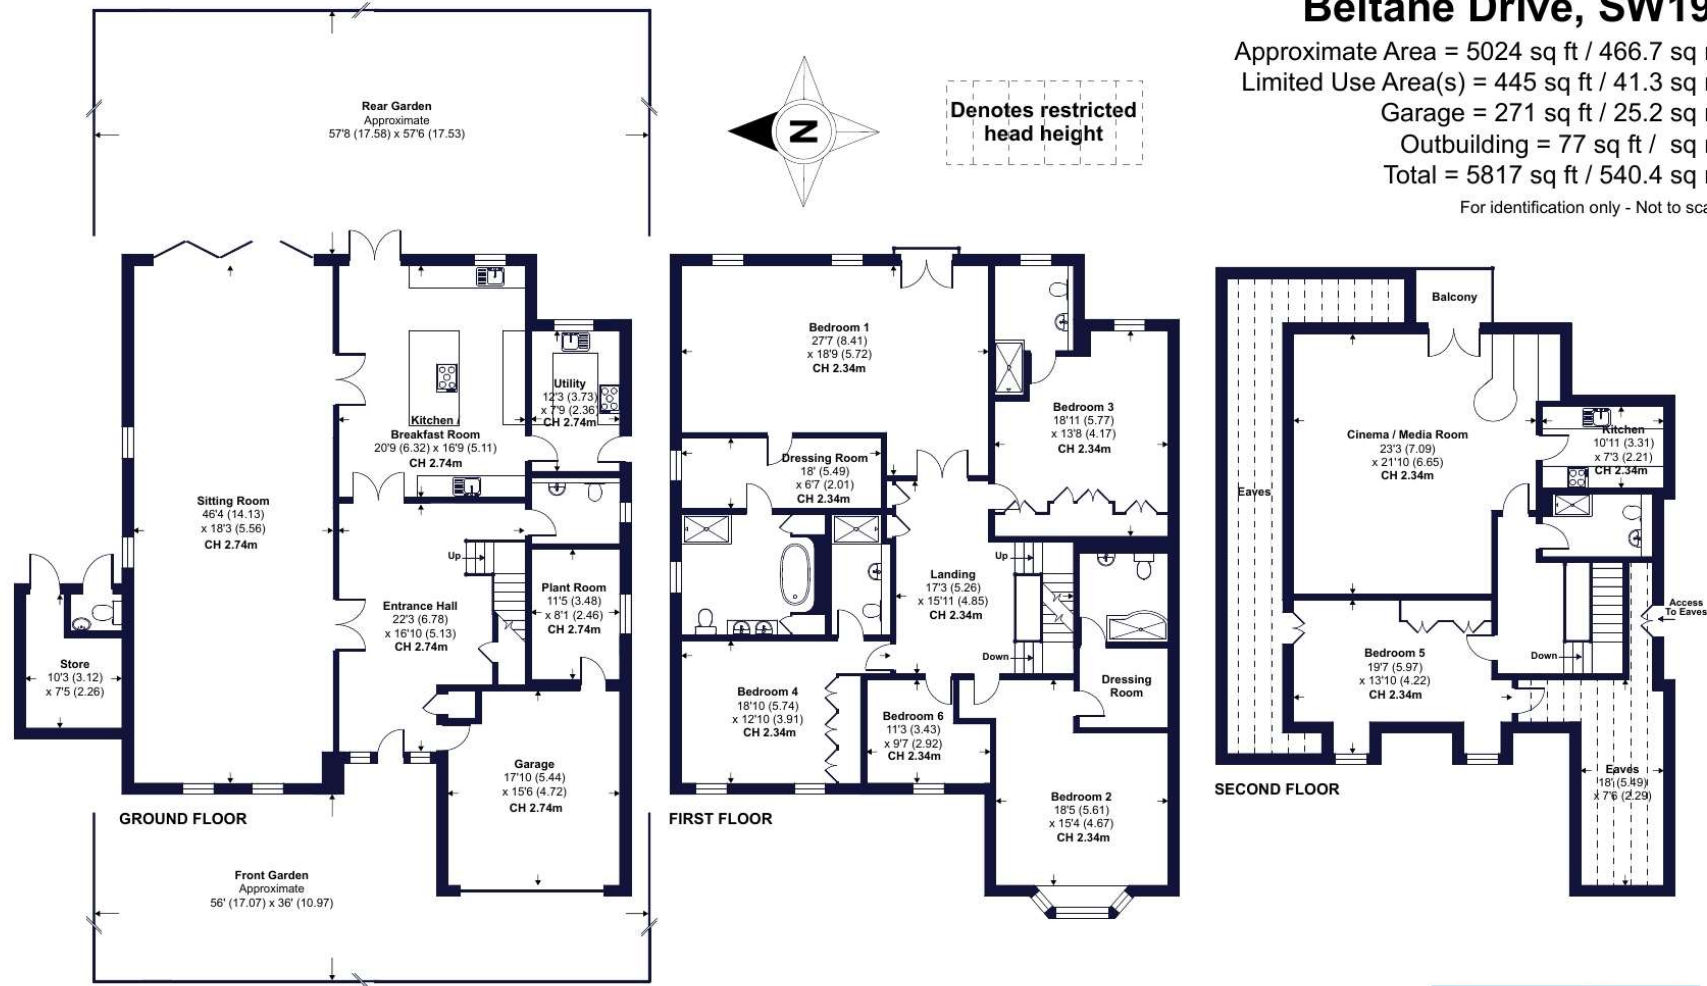 Beltane Drive, SW19
Approximate Area = 5024 sq ft / 466.7 sq
Limited Use Area(s) = 445 sq ft / 41.3 sq
Garage = 271 sq ft / 25.2 sq
Outbuilding = 77 sq ft / sq
Total = 5817 sq ft / 540.4 sq
For identification only - Not to sca
Denotes restricted
head height
N
Rear Garden
Approximate
57'8 (17.58) x 57'6 (17.53)
Sitting Room
46'4 (14.13)
x 18'3 (5.56)
CH 2.74m
Kitchen /
Breakfast Room
20'9 (6.32) x 16'9 (5.11)
CH 2.74m
Utility
12'3 (3.73)
x 7'9 (2.36)
CH 2.74m
Up
Entrance Hall
22'3 (6.78)
x 16'10 (5.13)
CH 2.74m
Plant Room
11'5 (3.48)
x 8'1 (2.46)
CH 2.74m
Store
10'3 (3.12)
x 7'5 (2.26)
Garage
17'10 (5.44)
x 15'6 (4.72)
CH 2.74m
GROUND FLOOR
Front Garden
Approximate
56' (17.07) x 36' (10.97)
Bedroom 1
27'7 (8.41)
x 18'9 (5.72)
CH 2.34m
Bedroom 3
18'11 (5.77)
x 13'8 (4.17)
CH 2.34m
Dressing Room
18' (5.49)
x 6'7 (2.01)
CH 2.34m
Up
Landing
17'3 (5.26)
x 15'11 (4.85)
CH 2.34m
Down
Dressing
Room
Bedroom 4
18'10 (5.74)
x 12'10 (3.91)
CH 2.34m
Bedroom 6
11'3 (3.43)
x 9'7 (2.92)
CH 2.34m
Bedroom 2
18'5 (5.61)
x 15'4 (4.67)
CH 2.34m
FIRST FLOOR
Balcony
Eaves
Cinema / Media Room
23'3 (7.09)
x 21'10 (6.65)
CH 2.34m
Kitchen
10'11 (3.31)
x 7'3 (2.21)
CH 2.34m
Access
To Eaves
Down
Bedroom 5
19'7 (5.97)
x 13'10 (4.22)
CH 2.34m
Eaves
18' (5.49)
x 7'6 (2.29)
SECOND FLOOR